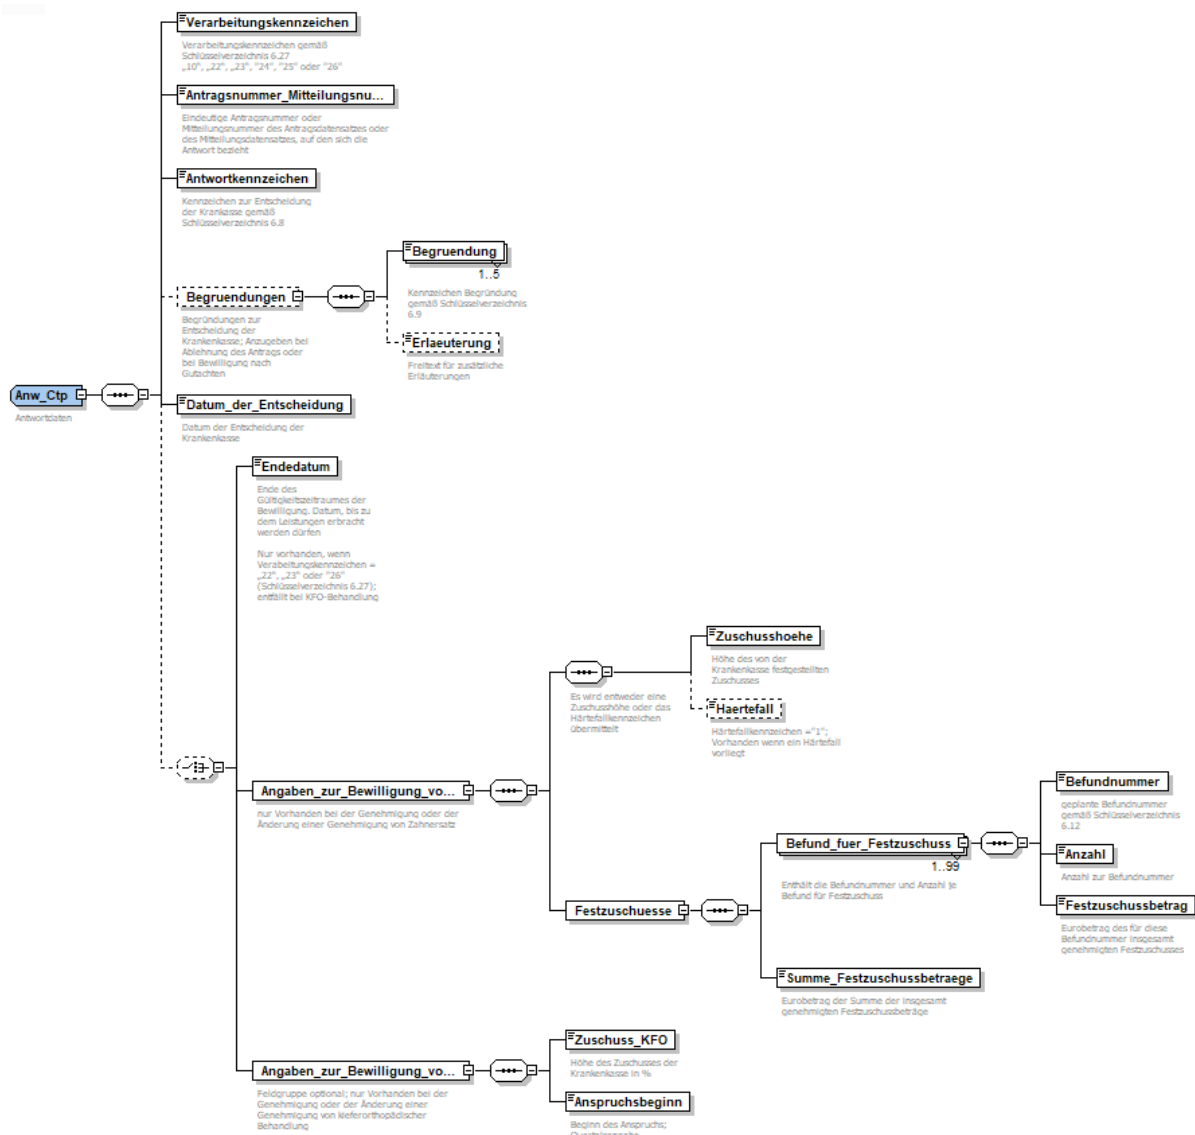 Verarbeitungskennzeichen
Verarbeitungskennzeichen gemäß
Schlüsselverzeichnis 6.27
„10", „22", „23", "24", "25" oder "26"
Antragsnummer_Mitteilungsnu...
Eindeutige Antragsnummer oder
Mitteilungsnummer des Antragsdatensatzes oder
des Mitteilungsdatensatzes, auf den sich die
Antwort bezieht
Antwortkennzeichen
Kennzeichen zur Entscheidung
der Krankasse gemäß
Schlüsselverzeichnis 6.8
Begruendung
1..5
Kennzeichen Begründung
gemäß Schlüsselverzeichnis
6.9
Begruendungen
Begründungen zur
Entscheidung der
Krankenkasse; Anzugeben bei
Ablehnung des Antrags oder
bei Bewilligung nach
Gutachten
Erlaeuterung
Freitext für zusätzliche
Erläuterungen
Anw_Ctp
Antwortdaten
Datum_der_Entscheidung
Datum der Entscheidung der
Krankenkasse
Endedatum
Ende des
Gültigkeitszeitraumes der
Bewilligung. Datum, bis zu
dem Leistungen erbracht
werden dürfen
Nur vorhanden, wenn
Verabeitungskennzeichen =
„22", „23" oder "26"
(Schlüsselverzeichnis 6.27);
entfällt bei KFO-Behandlung
Zuschusshoehe
Höhe des von der
Krankenkasse festgestellten
Zuschusses
Es wird entweder eine
Zuschusshöhe oder das
Härtefallkennzeichen
übermittelt
Haertefall
Härtefallkennzeichen ="1";
Vorhanden wenn ein Härtefall
vorliegt
Angaben_zur_Bewilligung_vo...
nur Vorhanden bei der Genehmigung oder der
Änderung einer Genehmigung von Zahnersatz
Befundnummer
geplante Befundnummer
gemäß Schlüsselverzeichnis
6.12
Befund_fuer_Festzuschuss
1..99
Enthält die Befundnummer und Anzahl je
Befund für Festzuschuss
Anzahl
Anzahl zur Befundnummer
Festzuschussbetrag
Eurobetrag des für diese
Befundnummer insgesamt
genehmigten Festzuschusses
Festzuschuesse
Summe_Festzuschussbetraege
Eurobetrag der Summe der insgesamt
genehmigten Festzuschussbeträge
Zuschuss_KFO
Höhe des Zuschusses der
Krankenkasse in %
Angaben_zur_Bewilligung_vo...
Feldgruppe optional; nur Vorhanden bei der
Genehmigung oder der Änderung einer
Genehmigung von kieferorthopädischer
Behandlung
Anspruchsbeginn
Beginn des Anspruchs;